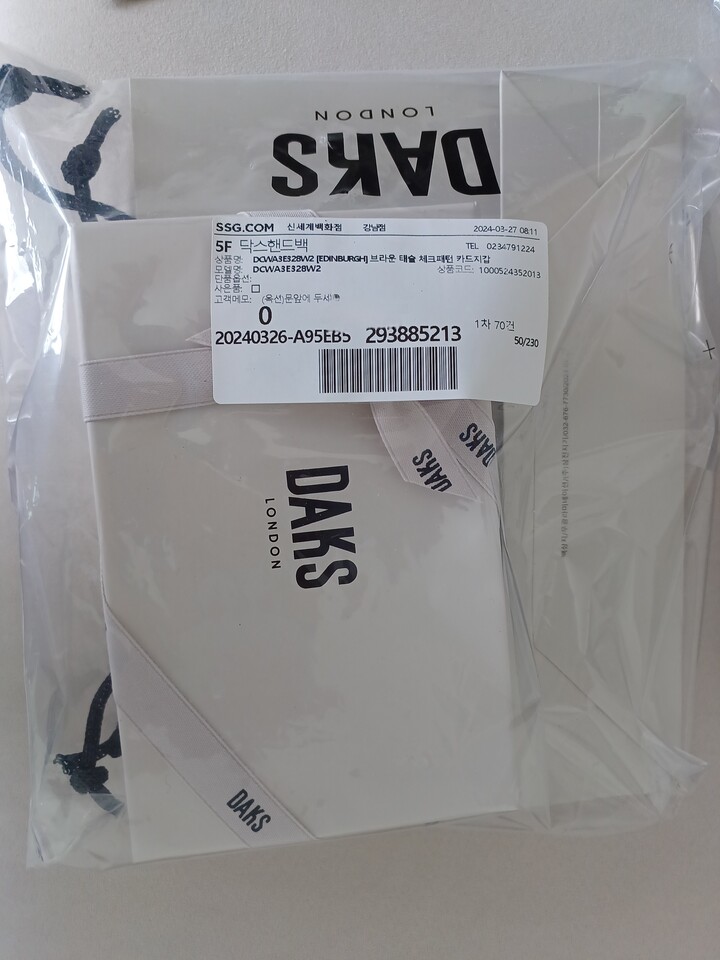 DAKS
LONDON
SSG.COM 신세계백화점 강남점 2024-03-27 08:11
5F 닥스핸드백 TEL 0234791224
상품명: DCWA3E328W2 [EDINBURGH] 브라운 태슬 체크패턴 카드지갑
모델명: DCWA3E328W2 상품코드: 1000524352013
단품옵션:
사은품: □
고객메모: (옥션)문앞에 두세
0
20240326-A95EB5 293885213 1차 70건
50/230
DAKS
DAKS
DAKS
LONDON
DAKS